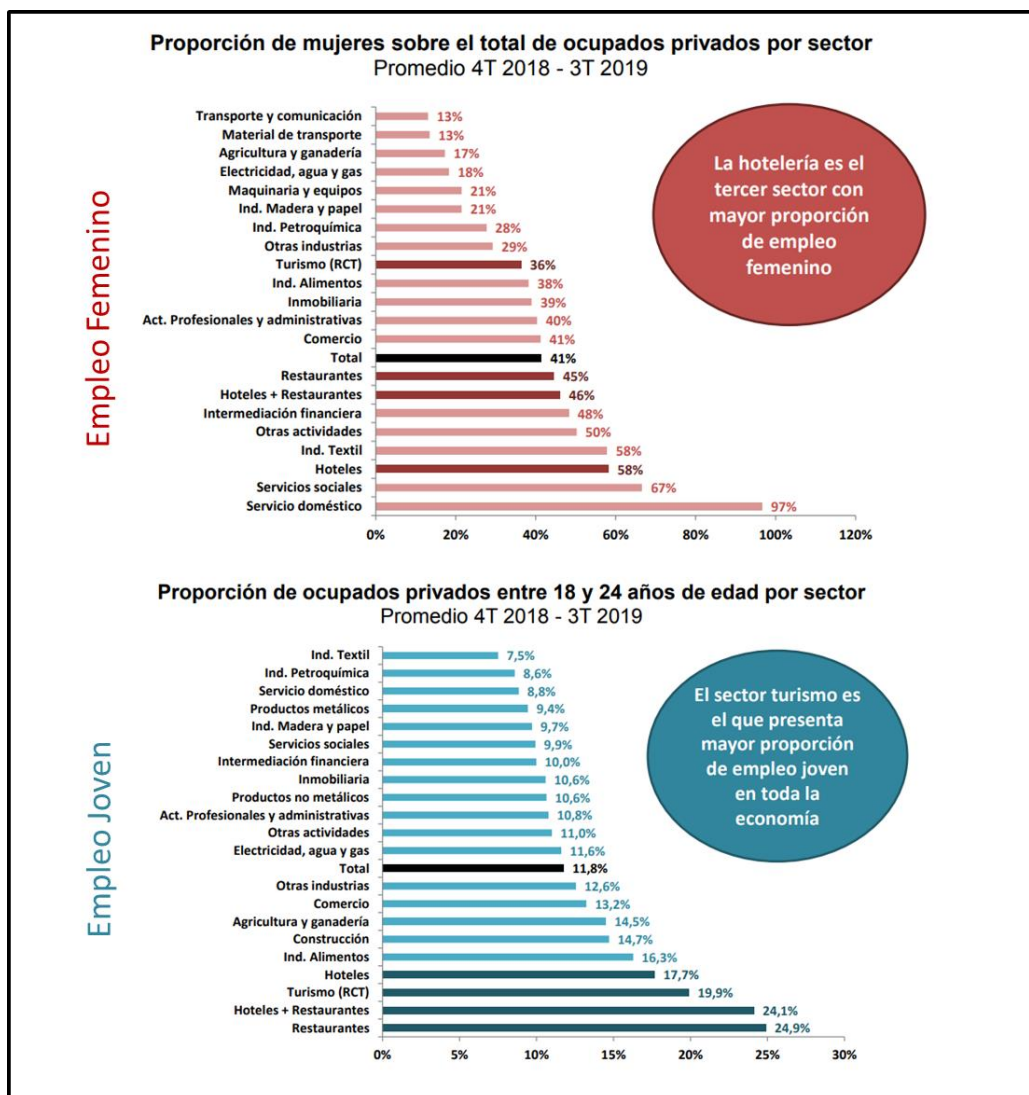 Proporción de mujeres sobre el total de ocupados privados por sector
Promedio 4T 2018 - 3T 2019
Empleo Femenino
Transporte y comunicación 13%
Material de transporte 13%
Agricultura y ganadería 17%
Electricidad, agua y gas 18%
Maquinaria y equipos 21%
Ind. Madera y papel 21%
Ind. Petroquímica 28%
Otras industrias 29%
Turismo (RCT) 36%
Ind. Alimentos 38%
Inmobiliaria 39%
Act. Profesionales y administrativas 40%
Comercio 41%
Total 41%
Restaurantes 45%
Hoteles + Restaurantes 46%
Intermediación financiera 48%
Otras actividades 50%
Ind. Textil 58%
Hoteles 58%
Servicios sociales 67%
Servicio doméstico 97%
0% 20% 40% 60% 80% 100% 120%
La hotelería es el
tercer sector con
mayor proporción
de empleo
femenino
Proporción de ocupados privados entre 18 y 24 años de edad por sector
Promedio 4T 2018 - 3T 2019
Empleo Joven
Ind. Textil 7,5%
Ind. Petroquímica 8,6%
Servicio doméstico 8,8%
Productos metálicos 9,4%
Ind. Madera y papel 9,7%
Servicios sociales 9,9%
Intermediación financiera 10,0%
Inmobiliaria 10,6%
Productos no metálicos 10,6%
Act. Profesionales y administrativas 10,8%
Otras actividades 11,0%
Electricidad, agua y gas 11,6%
Total 11,8%
Otras industrias 12,6%
Comercio 13,2%
Agricultura y ganadería 14,5%
Construcción 14,7%
Ind. Alimentos 16,3%
Hoteles 17,7%
Turismo (RCT) 19,9%
Hoteles + Restaurantes 24,1%
Restaurantes 24,9%
0% 5% 10% 15% 20% 25% 30%
El sector turismo es
el que presenta
mayor proporción
de empleo joven
en toda la
economía